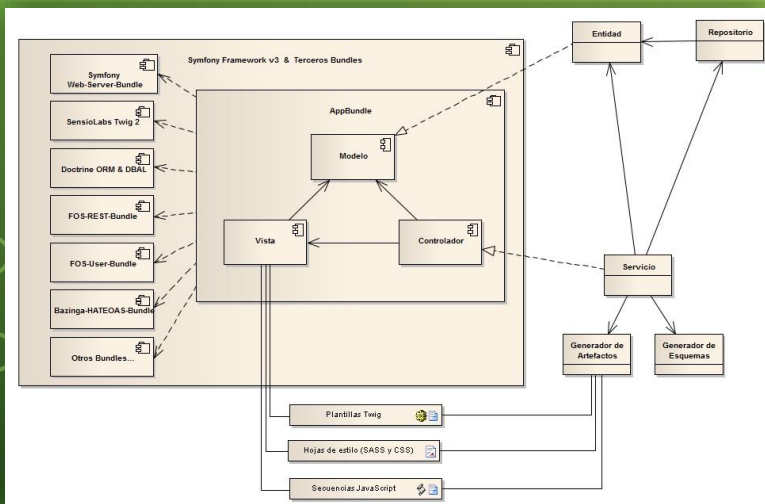 Symfony Framework v3 & Terceros Bundles
Symfony
Web-Server-Bundle
SensioLabs Twig 2
Doctrine ORM & DBAL
FOS-REST-Bundle
FOS-User-Bundle
Bazinga-HATEOAS-Bundle
Otros Bundles...
AppBundle
Modelo
Vista
Controlador
Entidad
Repositorio
Servicio
Generador de
Artefactos
Generador de
Esquemas
Plantillas Twig
Hojas de estilo (SASS y CSS)
Secuencias JavaScript